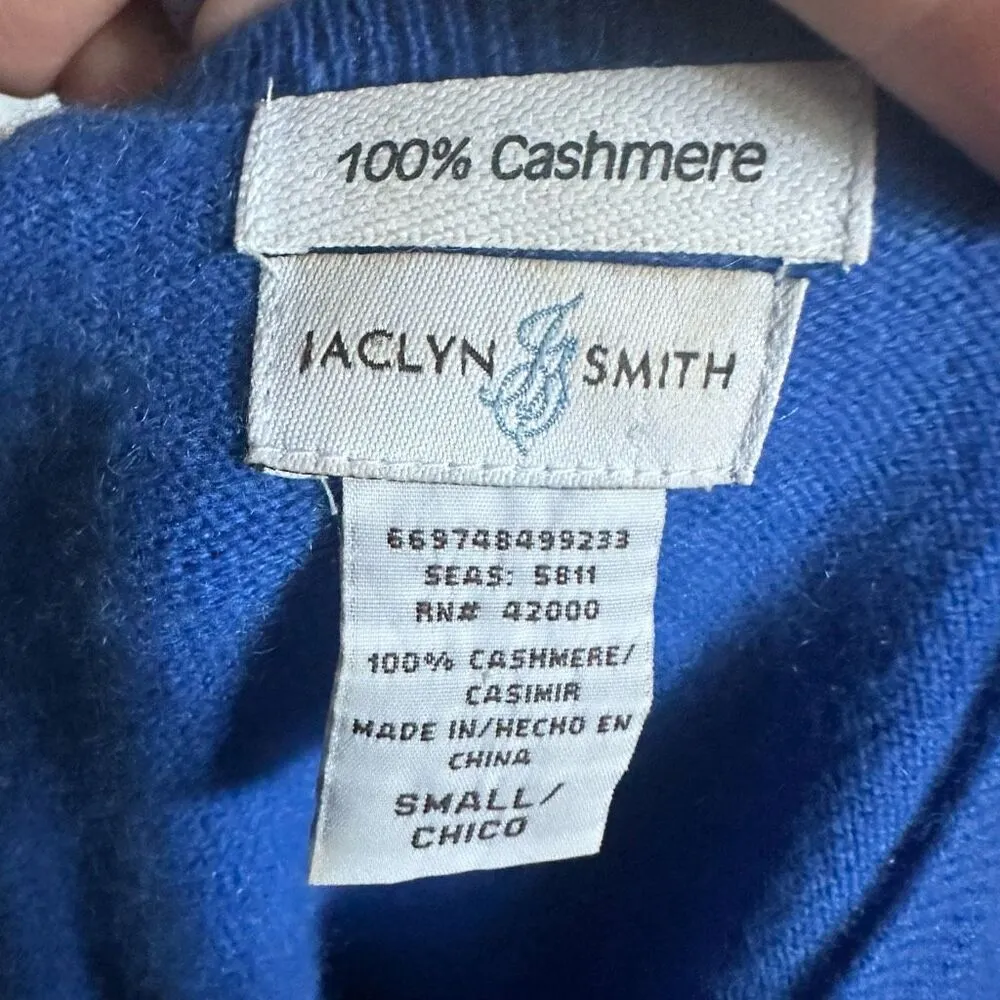 100% Cashmere
JACLYN JS SMITH
669748499233
SEAS: 5811
RN# 42000
100% CASHMERE/
CASIMIR
MADE IN/HECHO EN
CHINA
SMALL/
CHICO